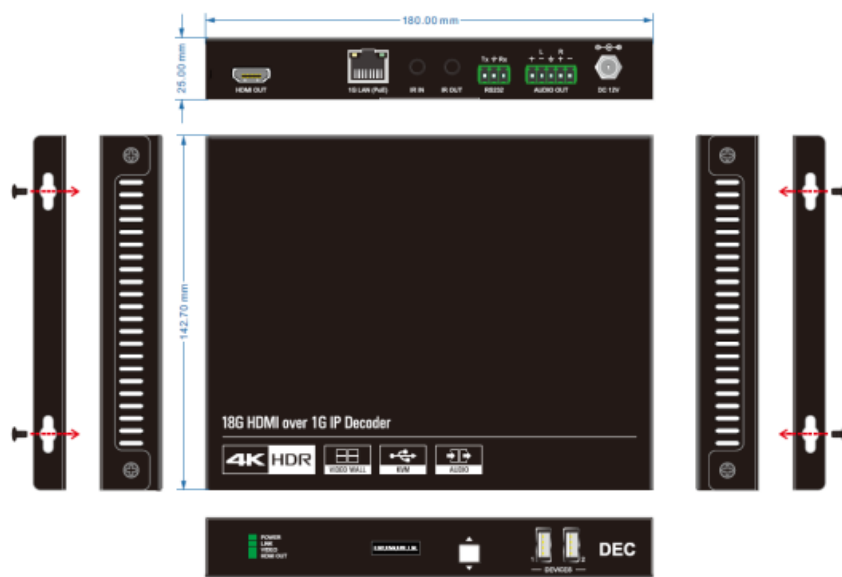 180.00 mm
25.00 mm
L R
Tx Rx + − + −
HDMI OUT 1G LAN (PoE) IR IN IR OUT RS232 AUDIO OUT DC 12V
142.70 mm
18G HDMI over 1G IP Decoder
4K HDR VIDEO WALL KVM AUDIO
POWER
LINK
VIDEO
HDMI OUT
1 2
DEC
DEVICES